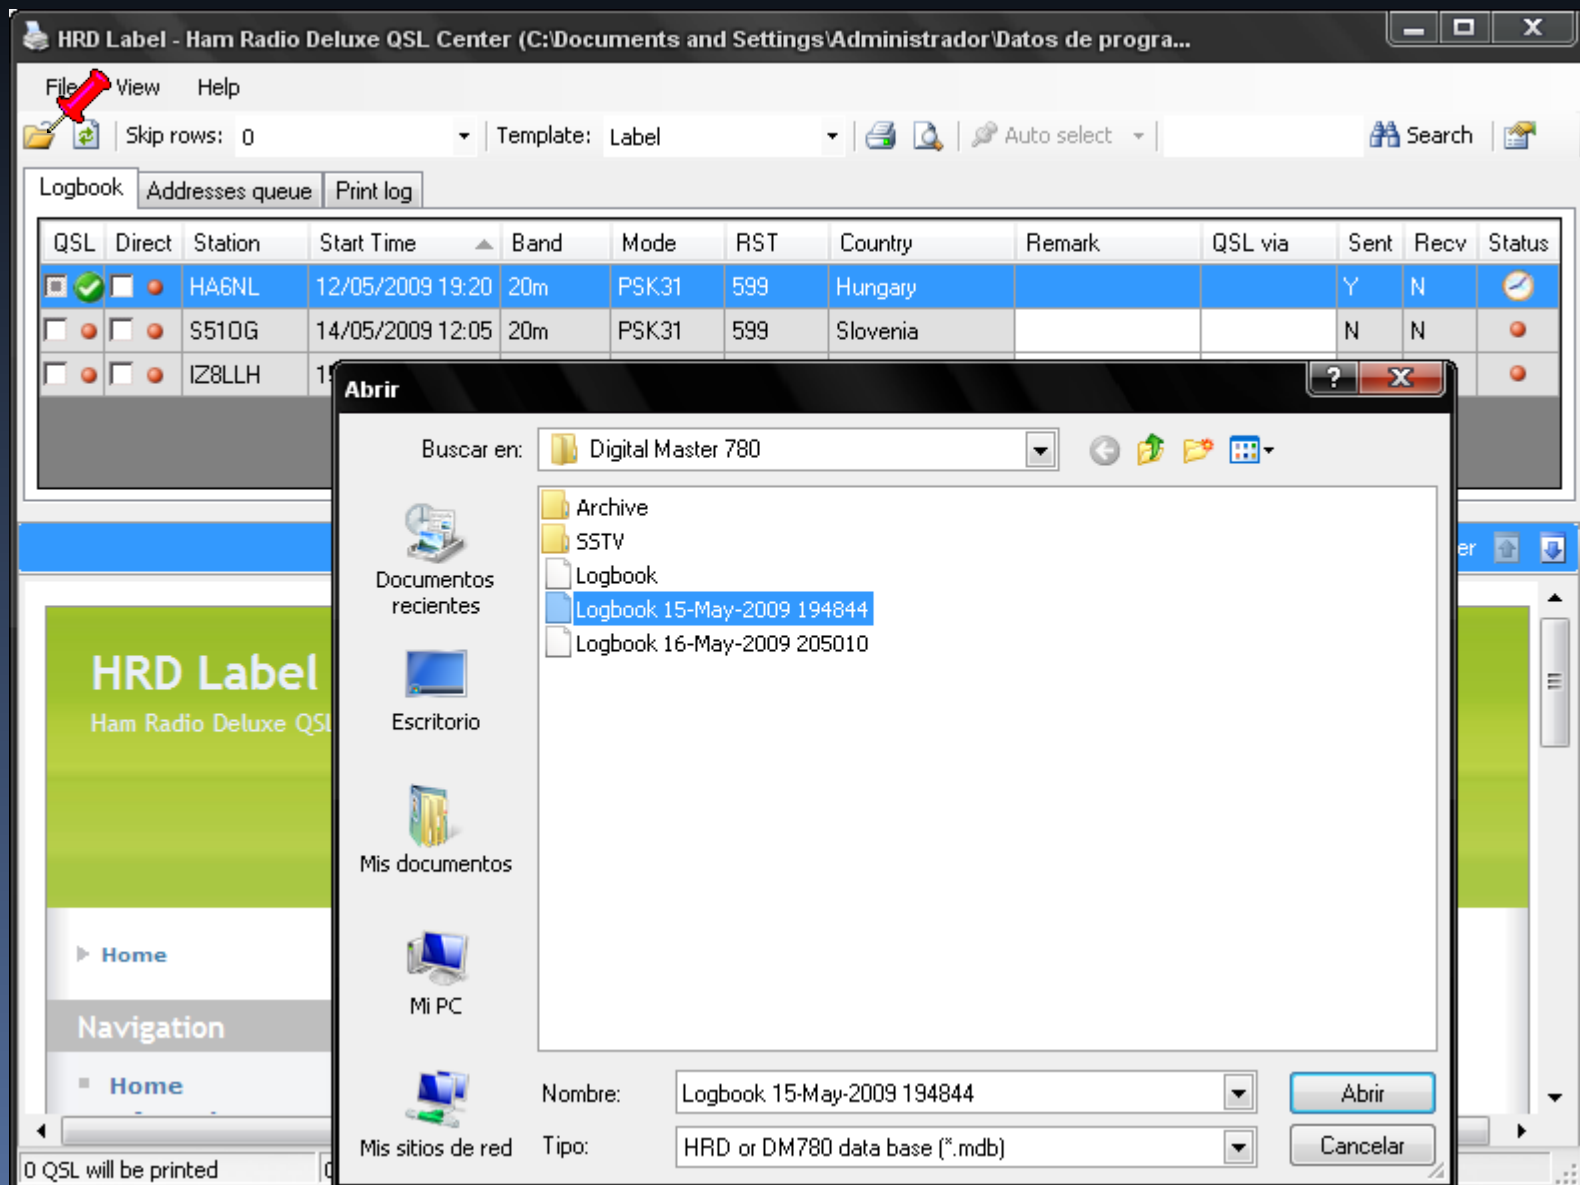 HRD Label - Ham Radio Deluxe QSL Center (C:\Documents and Settings\Administrador\Datos de progra...
File View Help
Skip rows: 0 Template: Label Auto select Search
Logbook Addresses queue Print log
QSL Direct Station Start Time Band Mode RST Country Remark QSL via Sent Recv Status
HA6NL 12/05/2009 19:20 20m PSK31 599 Hungary Y N
S51OG 14/05/2009 12:05 20m PSK31 599 Slovenia N N
IZ8LLH
Abrir
Buscar en: Digital Master 780
Archive
SSTV
Logbook
Logbook 15-May-2009 194844
Logbook 16-May-2009 205010
Documentos
recientes
Escritorio
Mis documentos
Mi PC
Mis sitios de red
Nombre: Logbook 15-May-2009 194844 Abrir
Tipo: HRD or DM780 data base (*.mdb) Cancelar
HRD Label
Ham Radio Deluxe QSL
Home
Navigation
Home
0 QSL will be printed